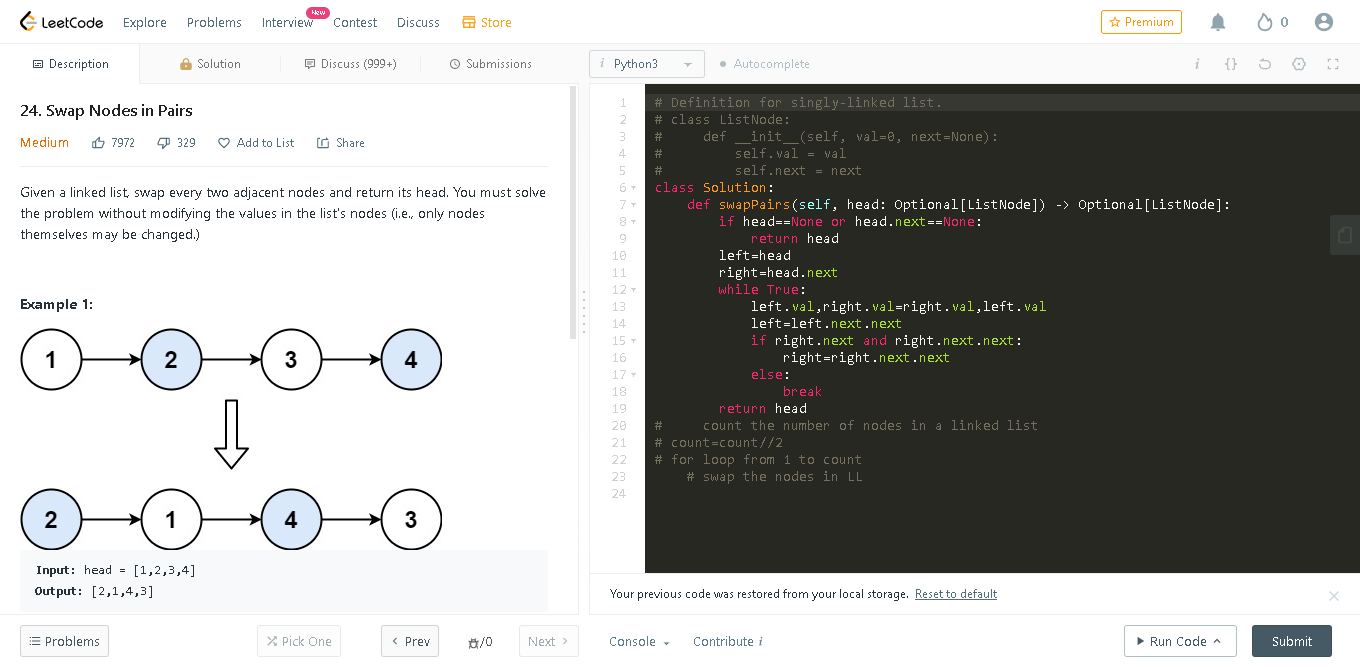 LeetCode Explore Problems Interview New Contest Discuss Store Premium 0
Description Solution Discuss (999+) Submissions
i Python3 Autocomplete i {}
24. Swap Nodes in Pairs
Medium 7972 329 Add to List Share
Given a linked list, swap every two adjacent nodes and return its head. You must solve
the problem without modifying the values in the list's nodes (i.e., only nodes
themselves may be changed.)
Example 1:
1 2 3 4
2 1 4 3
Input: head = [1,2,3,4]
Output: [2,1,4,3]
1 # Definition for singly-linked list.
2 # class ListNode:
3 #     def __init__(self, val=0, next=None):
4 #         self.val = val
5 #         self.next = next
6 class Solution:
7     def swapPairs(self, head: Optional[ListNode]) -> Optional[ListNode]:
8         if head==None or head.next==None:
9             return head
10         left=head
11         right=head.next
12         while True:
13             left.val,right.val=right.val,left.val
14             left=left.next.next
15             if right.next and right.next.next:
16                 right=right.next.next
17             else:
18                 break
19         return head
20 #     count the number of nodes in a linked list
21 # count=count//2
22 # for loop from 1 to count
23     # swap the nodes in LL
24
Your previous code was restored from your local storage. Reset to default
Problems Pick One Prev /0 Next Console Contribute i Run Code Submit